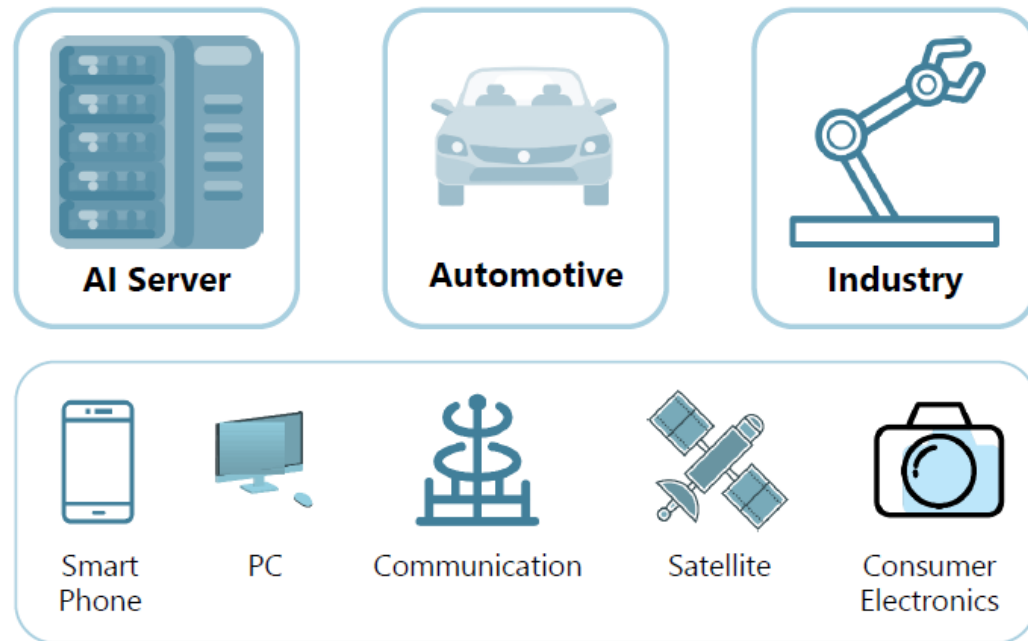 AI Server
Automotive
Industry
Smart
Phone
PC
Communication
Satellite
Consumer
Electronics